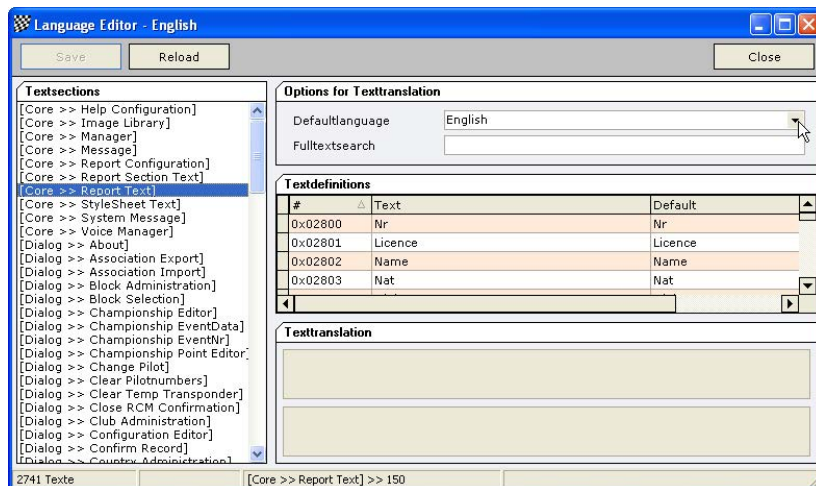 Language Editor - English
Save
Reload
Close
Textsections
[Core >> Help Configuration]
[Core >> Image Library]
[Core >> Manager]
[Core >> Message]
[Core >> Report Configuration]
[Core >> Report Section Text]
[Core >> Report Text]
[Core >> StyleSheet Text]
[Core >> System Message]
[Core >> Voice Manager]
[Dialog >> About]
[Dialog >> Association Export]
[Dialog >> Association Import]
[Dialog >> Block Administration]
[Dialog >> Block Selection]
[Dialog >> Championship Editor]
[Dialog >> Championship EventData]
[Dialog >> Championship EventNr]
[Dialog >> Championship Point Editor]
[Dialog >> Change Pilot]
[Dialog >> Clear Pilotnumbers]
[Dialog >> Clear Temp Transponder]
[Dialog >> Close RCM Confirmation]
[Dialog >> Club Administration]
[Dialog >> Configuration Editor]
[Dialog >> Confirm Record]
[Dialog >> Country Administration]
Options for Texttranslation
Defaultlanguage English
Fulltextsearch
Textdefinitions
# Text Default
0x02800 Nr Nr
0x02801 Licence Licence
0x02802 Name Name
0x02803 Nat Nat
Texttranslation
2741 Texte
[Core >> Report Text] >> 150